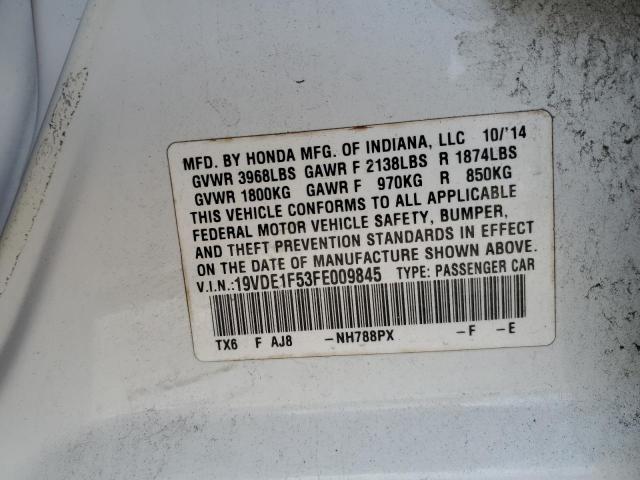 MFD. BY HONDA MFG. OF INDIANA, LLC 10/'14
GVWR 3968LBS GAWR F 2138LBS R 1874LBS
GVWR 1800KG GAWR F 970KG R 850KG
THIS VEHICLE CONFORMS TO ALL APPLICABLE
FEDERAL MOTOR VEHICLE SAFETY, BUMPER,
AND THEFT PREVENTION STANDARDS IN EFFECT
ON THE DATE OF MANUFACTURE SHOWN ABOVE.
V.I.N.:19VDE1F53FE009845 TYPE: PASSENGER CAR
TX6 F AJ8 -NH788PX -F -E